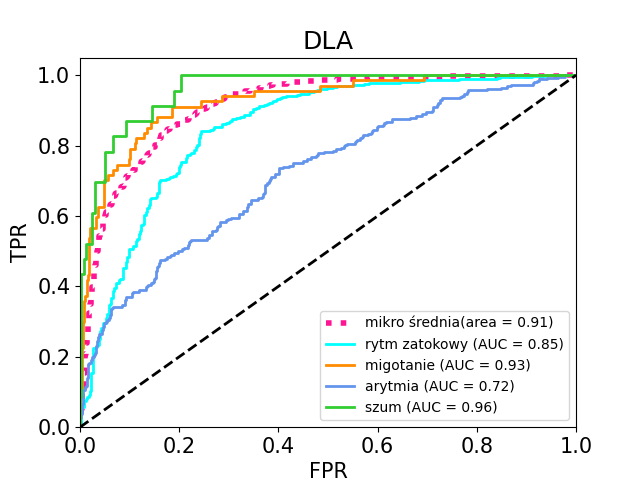 DLA
1.0
0.8
0.6
0.4
0.2
0.0
TPR
0.0 0.2 0.4 0.6 0.8 1.0
FPR
mikro średnia(area = 0.91)
rytm zatokowy (AUC = 0.85)
migotanie (AUC = 0.93)
arytmia (AUC = 0.72)
szum (AUC = 0.96)